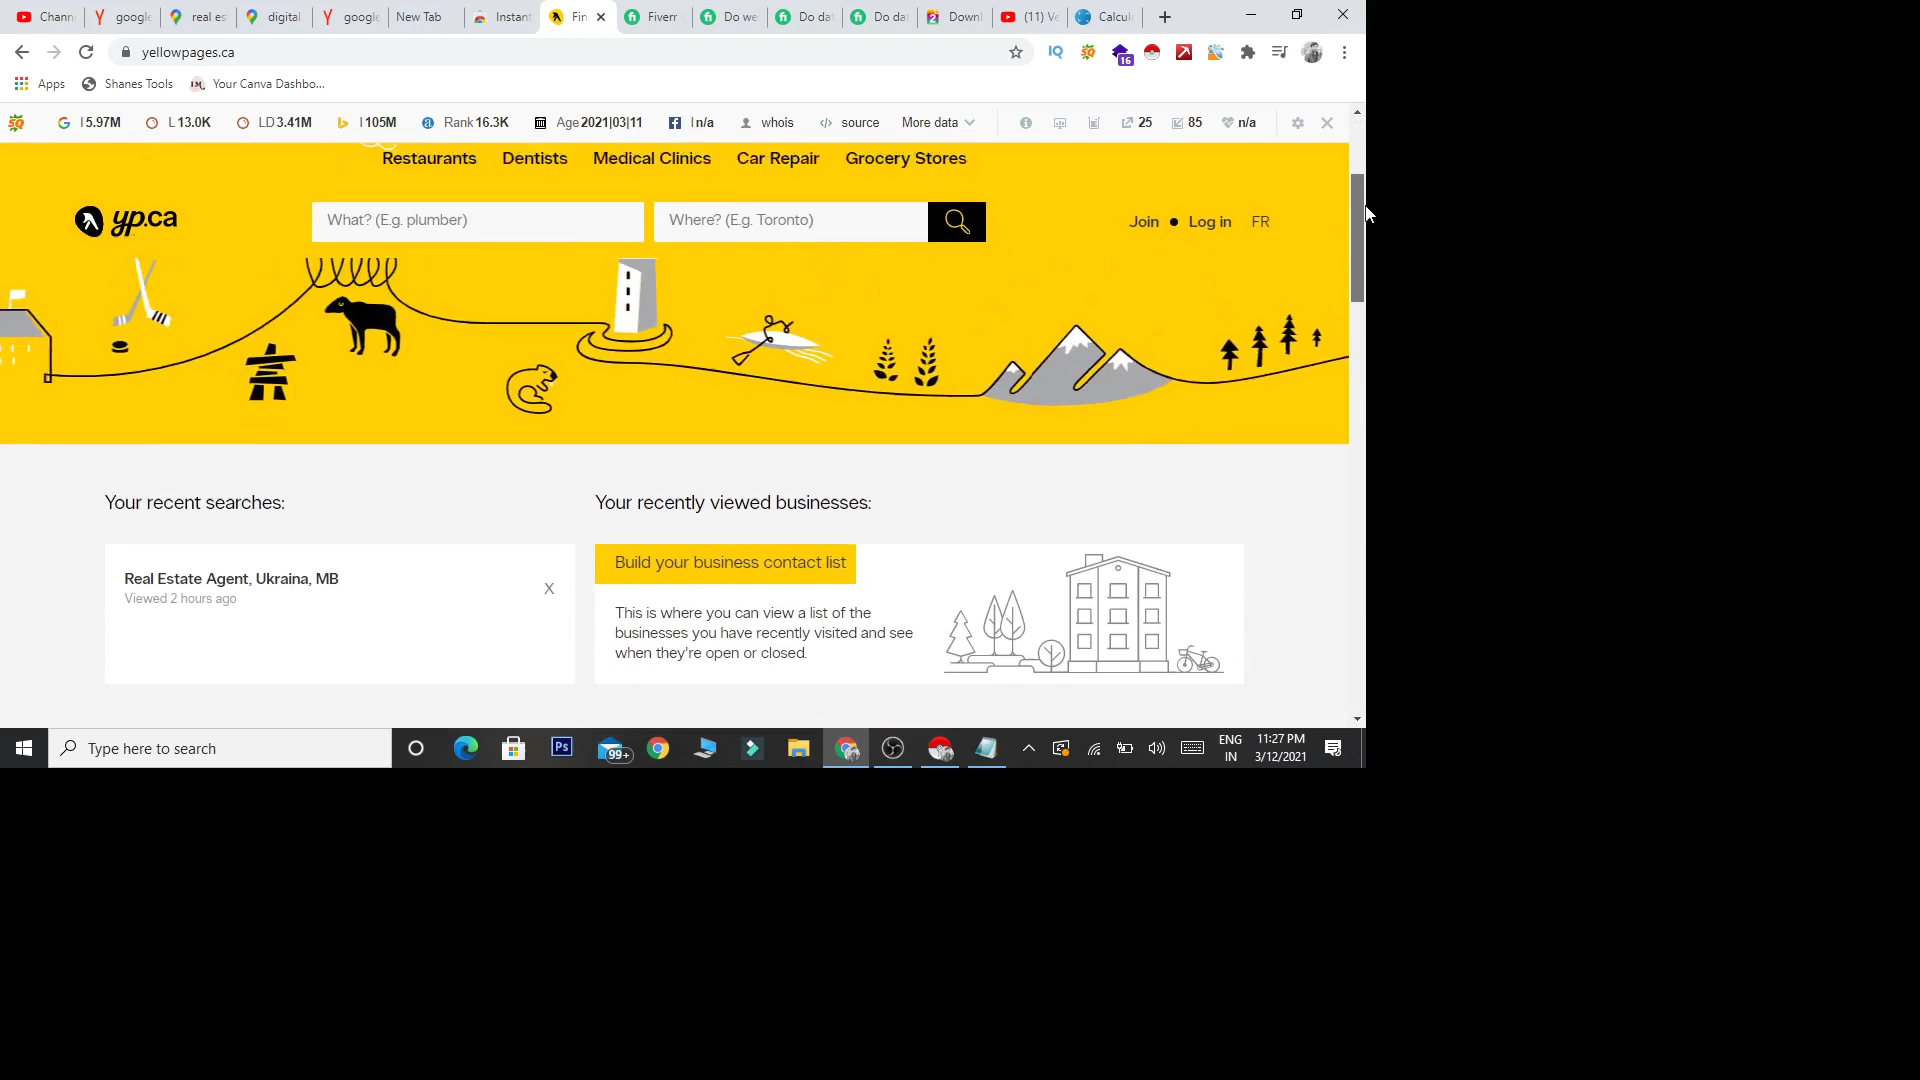 Chann
google
real es
digital
google
New Tab
Instant
Fin
Fiverr
Do we
Do dat
Do dat
Downl
(11) Ve
Calcula
yellowpages.ca
IQ
16
Apps
Shanes Tools
Your Canva Dashbo...
I 5.97M
L 13.0K
LD 3.41M
I 105M
Rank 16.3K
Age 2021|03|11
I n/a
whois
source
More data
25
85
n/a
Restaurants
Dentists
Medical Clinics
Car Repair
Grocery Stores
yp.ca
What? (E.g. plumber)
Where? (E.g. Toronto)
Join
Log in
FR
Your recent searches:
Your recently viewed businesses:
Real Estate Agent, Ukraina, MB
Viewed 2 hours ago
X
Build your business contact list
This is where you can view a list of the
businesses you have recently visited and see
when they're open or closed.
Type here to search
Ps
99+
ENG
IN
11:27 PM
3/12/2021